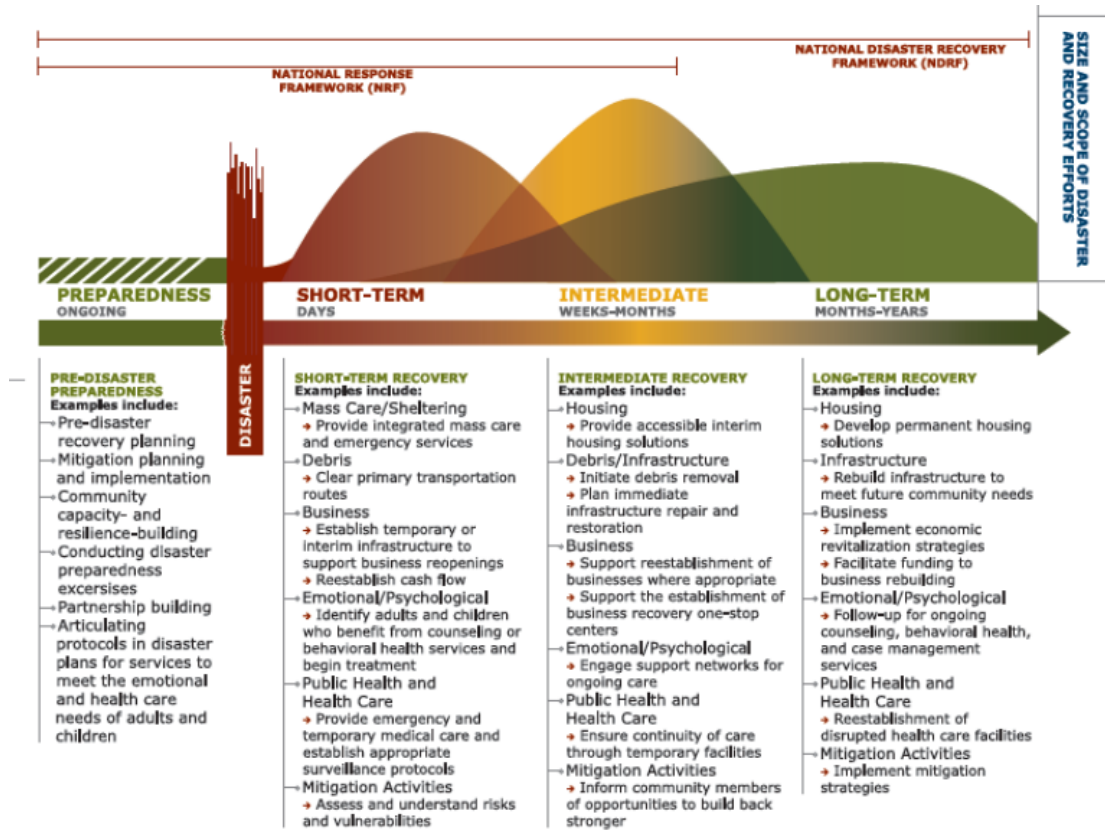 NATIONAL DISASTER RECOVERY
FRAMEWORK (NDRF)
NATIONAL RESPONSE
FRAMEWORK (NRF)
SIZE AND SCOPE OF DISASTER
AND RECOVERY EFFORTS
PREPAREDNESS
ONGOING
SHORT-TERM
DAYS
INTERMEDIATE
WEEKS-MONTHS
LONG-TERM
MONTHS-YEARS
DISASTER
PRE-DISASTER
PREPAREDNESS
Examples include:
Pre-disaster
recovery planning
Mitigation planning
and implementation
Community
capacity- and
resilience-building
Conducting disaster
preparedness
excersises
Partnership building
Articulating
protocols in disaster
plans for services to
meet the emotional
and health care
needs of adults and
children
SHORT-TERM RECOVERY
Examples include:
Mass Care/Sheltering
→ Provide integrated mass care
and emergency services
Debris
→ Clear primary transportation
routes
Business
→ Establish temporary or
interim infrastructure to
support business reopenings
→ Reestablish cash flow
Emotional/Psychological
→ Identify adults and children
who benefit from counseling or
behavioral health services and
begin treatment
Public Health and
Health Care
→ Provide emergency and
temporary medical care and
establish appropriate
surveillance protocols
Mitigation Activities
→ Assess and understand risks
and vulnerabilities
INTERMEDIATE RECOVERY
Examples include:
Housing
→ Provide accessible interim
housing solutions
Debris/Infrastructure
→ Initiate debris removal
→ Plan immediate
infrastructure repair and
restoration
Business
→ Support reestablishment of
businesses where appropriate
→ Support the establishment of
business recovery one-stop
centers
Emotional/Psychological
→ Engage support networks for
ongoing care
Public Health and
Health Care
→ Ensure continuity of care
through temporary facilities
Mitigation Activities
→ Inform community members
of opportunities to build back
stronger
LONG-TERM RECOVERY
Examples include:
Housing
→ Develop permanent housing
solutions
Infrastructure
→ Rebuild infrastructure to
meet future community needs
Business
→ Implement economic
revitalization strategies
→ Facilitate funding to
business rebuilding
Emotional/Psychological
→ Follow-up for ongoing
counseling, behavioral health,
and case management
services
Public Health and
Health Care
→ Reestablishment of
disrupted health care facilities
Mitigation Activities
→ Implement mitigation
strategies